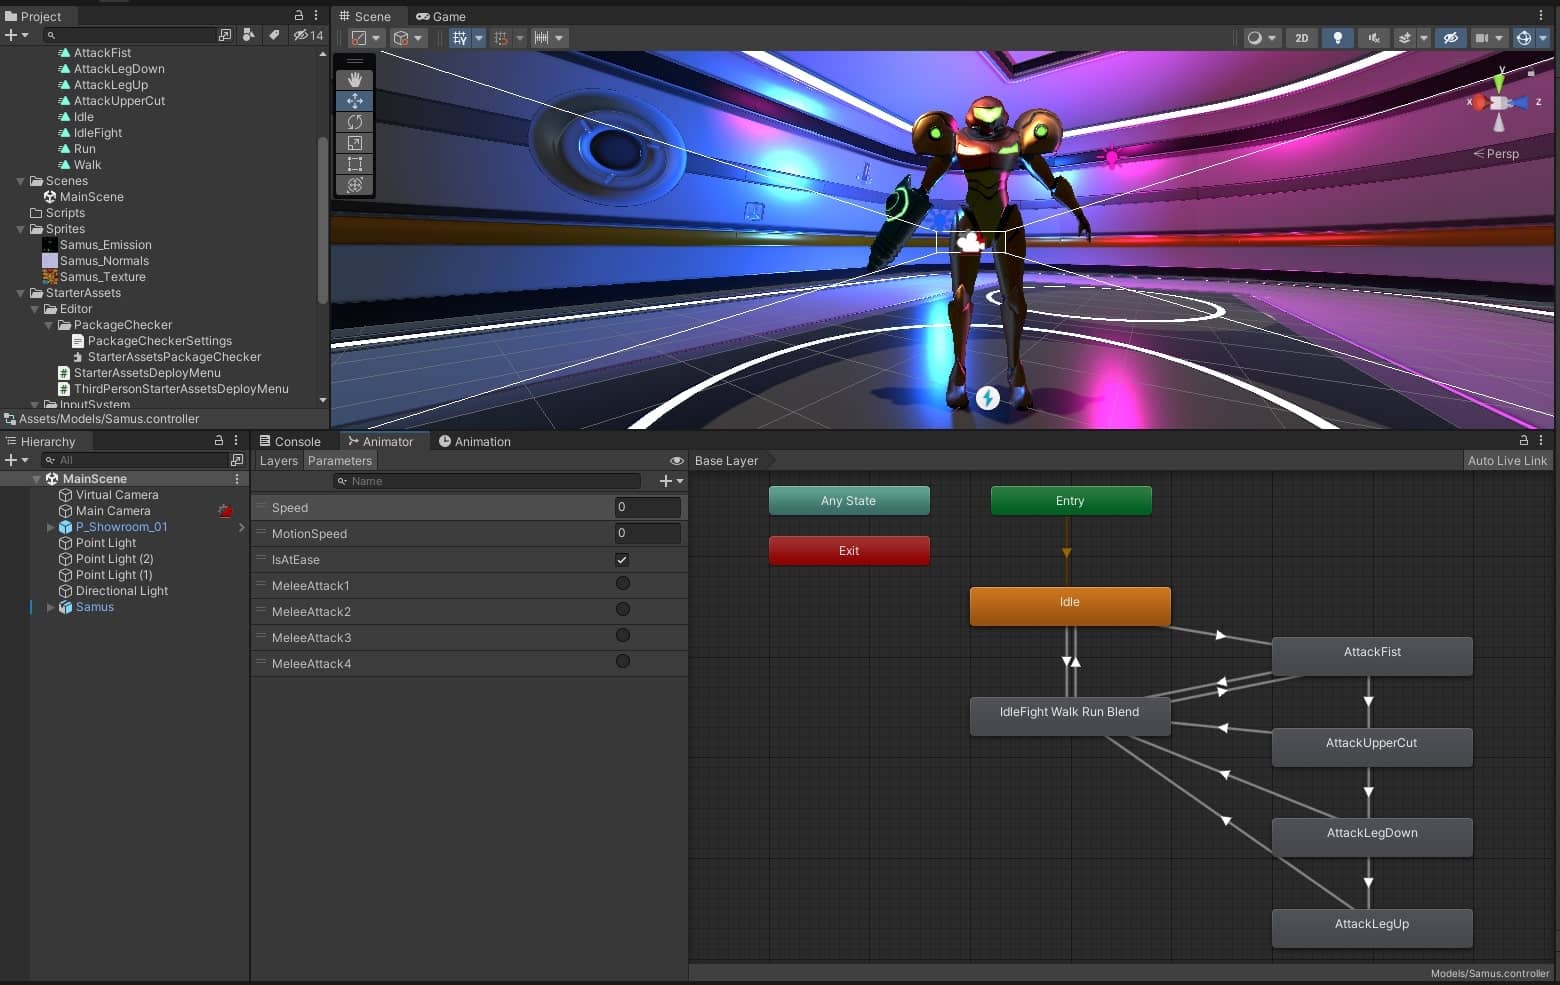 Project
14
AttackFist
AttackLegDown
AttackLegUp
AttackUpperCut
Idle
IdleFight
Run
Walk
Scenes
MainScene
Scripts
Sprites
Samus_Emission
Samus_Normals
Samus_Texture
StarterAssets
Editor
PackageChecker
PackageCheckerSettings
StarterAssetsPackageChecker
StarterAssetsDeployMenu
ThirdPersonStarterAssetsDeployMenu
InputSystem
Assets/Models/Samus.controller
Scene Game
2D
y
x z
Persp
Hierarchy
All
MainScene
Virtual Camera
Main Camera
P_Showroom_01
Point Light
Point Light (2)
Point Light (1)
Directional Light
Samus
Console Animator Animation
Layers Parameters
Name
Speed 0
MotionSpeed 0
IsAtEase
MeleeAttack1
MeleeAttack2
MeleeAttack3
MeleeAttack4
Base Layer Auto Live Link
Any State
Entry
Exit
Idle
AttackFist
IdleFight Walk Run Blend
AttackUpperCut
AttackLegDown
AttackLegUp
Models/Samus.controller